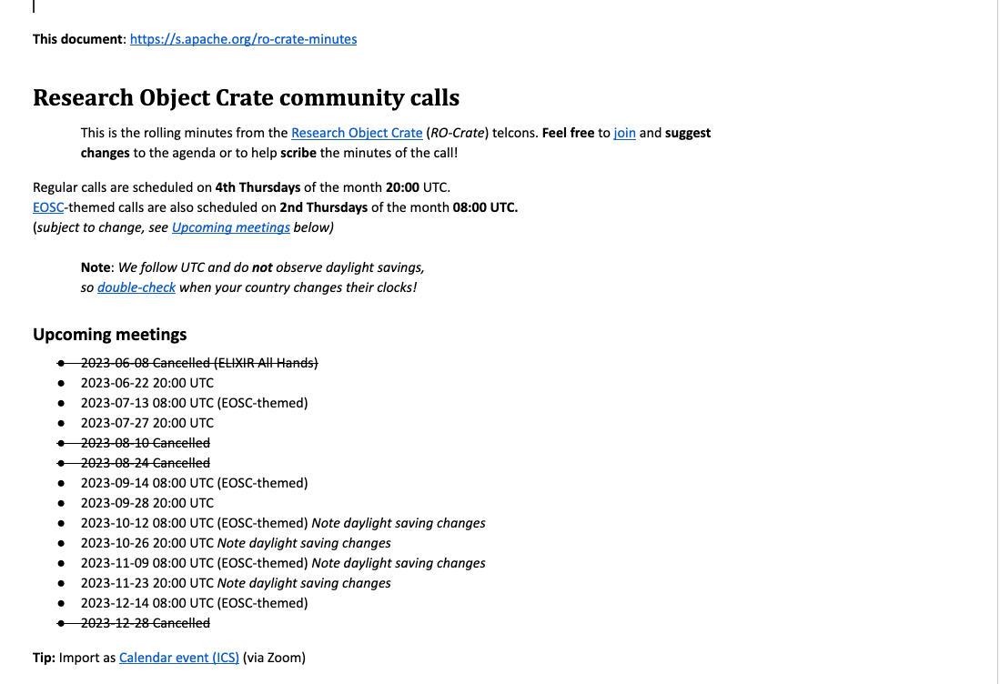 This document: https://s.apache.org/ro-crate-minutes
Research Object Crate community calls
This is the rolling minutes from the Research Object Crate (RO-Crate) telcons. Feel free to join and suggest
changes to the agenda or to help scribe the minutes of the call!
Regular calls are scheduled on 4th Thursdays of the month 20:00 UTC.
EOSC-themed calls are also scheduled on 2nd Thursdays of the month 08:00 UTC.
(subject to change, see Upcoming meetings below)
Note: We follow UTC and do not observe daylight savings,
so double-check when your country changes their clocks!
Upcoming meetings
● 2023-06-08 Cancelled (ELIXIR All Hands)
● 2023-06-22 20:00 UTC
● 2023-07-13 08:00 UTC (EOSC-themed)
● 2023-07-27 20:00 UTC
● 2023-08-10 Cancelled
● 2023-08-24 Cancelled
● 2023-09-14 08:00 UTC (EOSC-themed)
● 2023-09-28 20:00 UTC
● 2023-10-12 08:00 UTC (EOSC-themed) Note daylight saving changes
● 2023-10-26 20:00 UTC Note daylight saving changes
● 2023-11-09 08:00 UTC (EOSC-themed) Note daylight saving changes
● 2023-11-23 20:00 UTC Note daylight saving changes
● 2023-12-14 08:00 UTC (EOSC-themed)
● 2023-12-28 Cancelled
Tip: Import as Calendar event (ICS) (via Zoom)